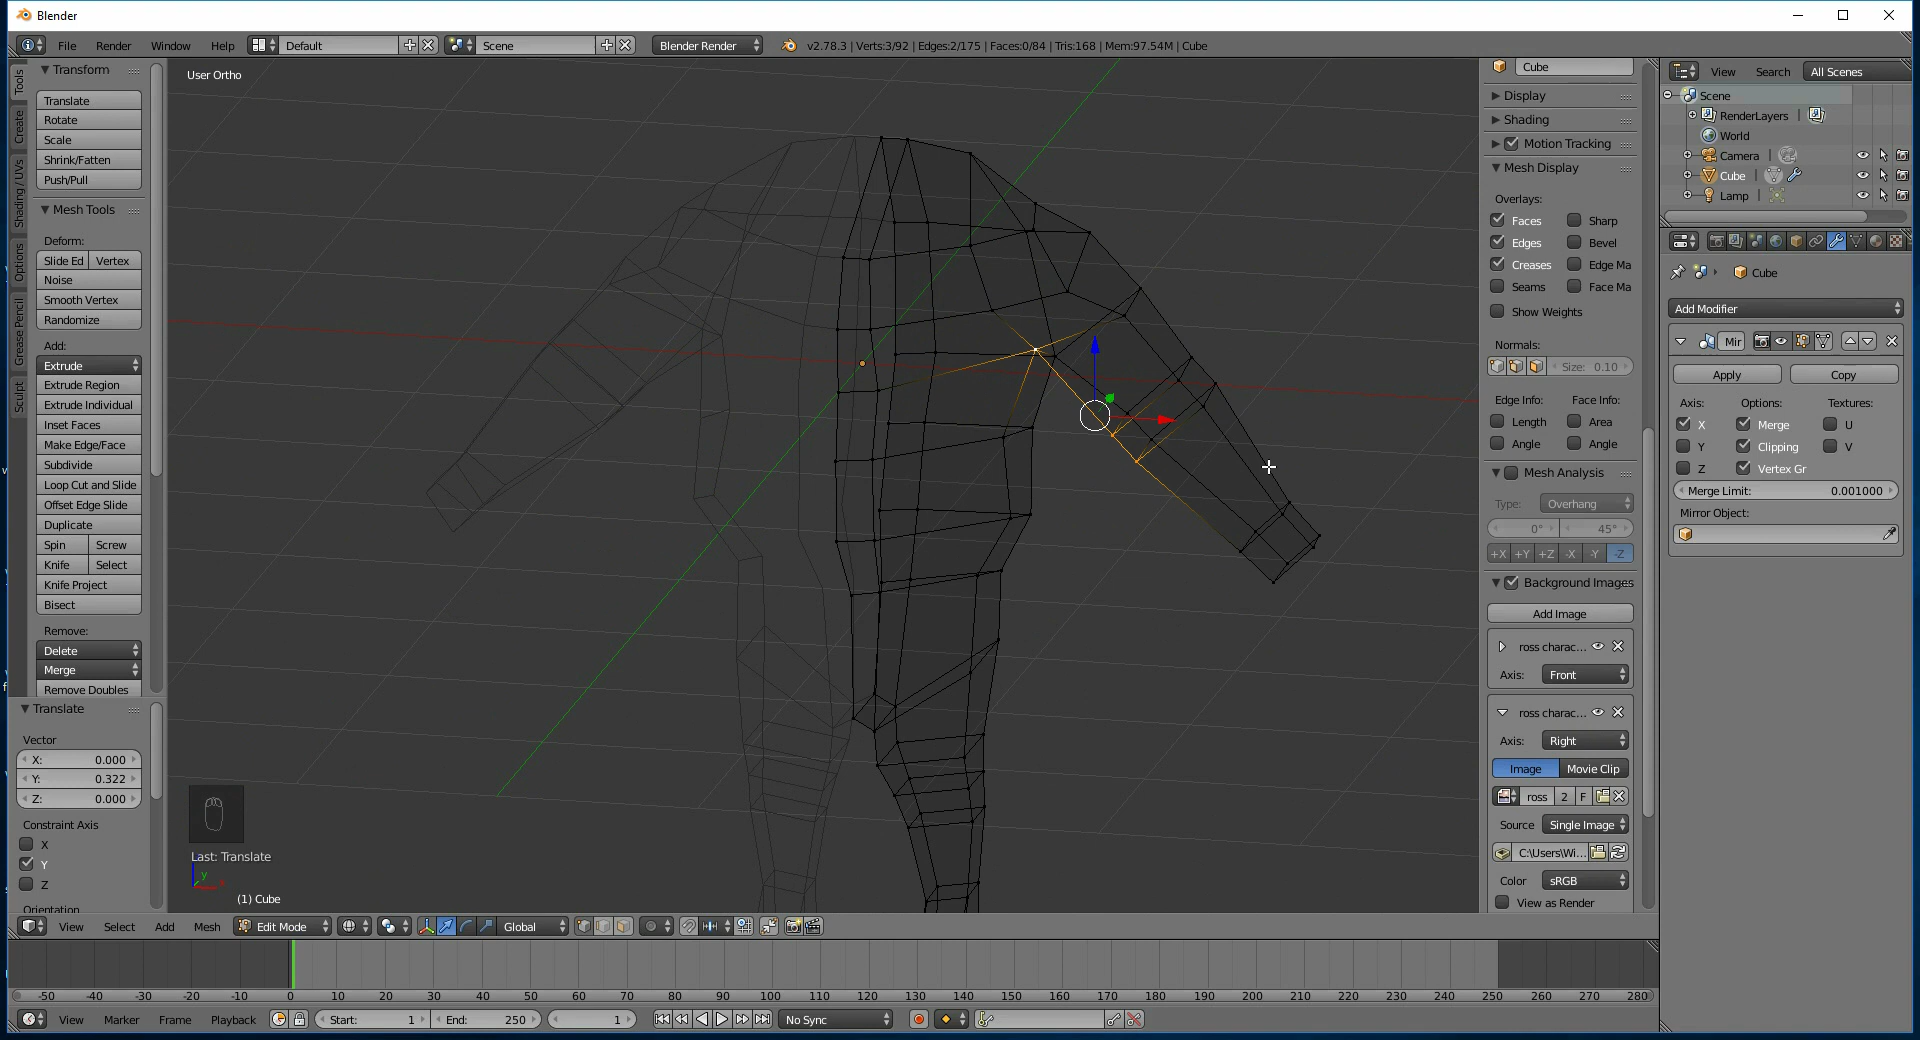 Blender
File Render Window Help Default Scene Blender Render v2.78.3 | Verts:3/92 | Edges:2/175 | Faces:0/84 | Tris:168 | Mem:97.54M | Cube
Tools
Create
Shading / UVs
Options
Grease Pencil
Sculpt
Transform
Translate
Rotate
Scale
Shrink/Fatten
Push/Pull
Mesh Tools
Deform:
Slide Ed Vertex
Noise
Smooth Vertex
Randomize
Add:
Extrude
Extrude Region
Extrude Individual
Inset Faces
Make Edge/Face
Subdivide
Loop Cut and Slide
Offset Edge Slide
Duplicate
Spin Screw
Knife Select
Knife Project
Bisect
Remove:
Delete
Merge
Remove Doubles
Translate
Vector
X: 0.000
Y: 0.322
Z: 0.000
Constraint Axis
X
Y
Z
Orientation
User Ortho
Last: Translate
y
x
(1) Cube
Cube
Display
Shading
Motion Tracking
Mesh Display
Overlays:
Faces Sharp
Edges Bevel
Creases Edge Ma
Seams Face Ma
Show Weights
Normals:
Size: 0.10
Edge Info: Face Info:
Length Area
Angle Angle
Mesh Analysis
Type: Overhang
0° 45°
+X +Y +Z -X -Y -Z
Background Images
Add Image
ross charac...
Axis: Front
ross charac...
Axis: Right
Image Movie Clip
ross 2 F
Source Single Image
C:\Users\Wi...
Color sRGB
View as Render
View Search All Scenes
Scene
RenderLayers |
World
Camera |
Cube |
Lamp |
Cube
Add Modifier
Mir
Apply Copy
Axis: Options: Textures:
X Merge U
Y Clipping V
Z Vertex Gr
Merge Limit: 0.001000
Mirror Object:
View Select Add Mesh Edit Mode Global
-50 -40 -30 -20 -10 0 10 20 30 40 50 60 70 80 90 100 110 120 130 140 150 160 170 180 190 200 210 220 230 240 250 260 270 280
View Marker Frame Playback Start: 1 End: 250 1 No Sync